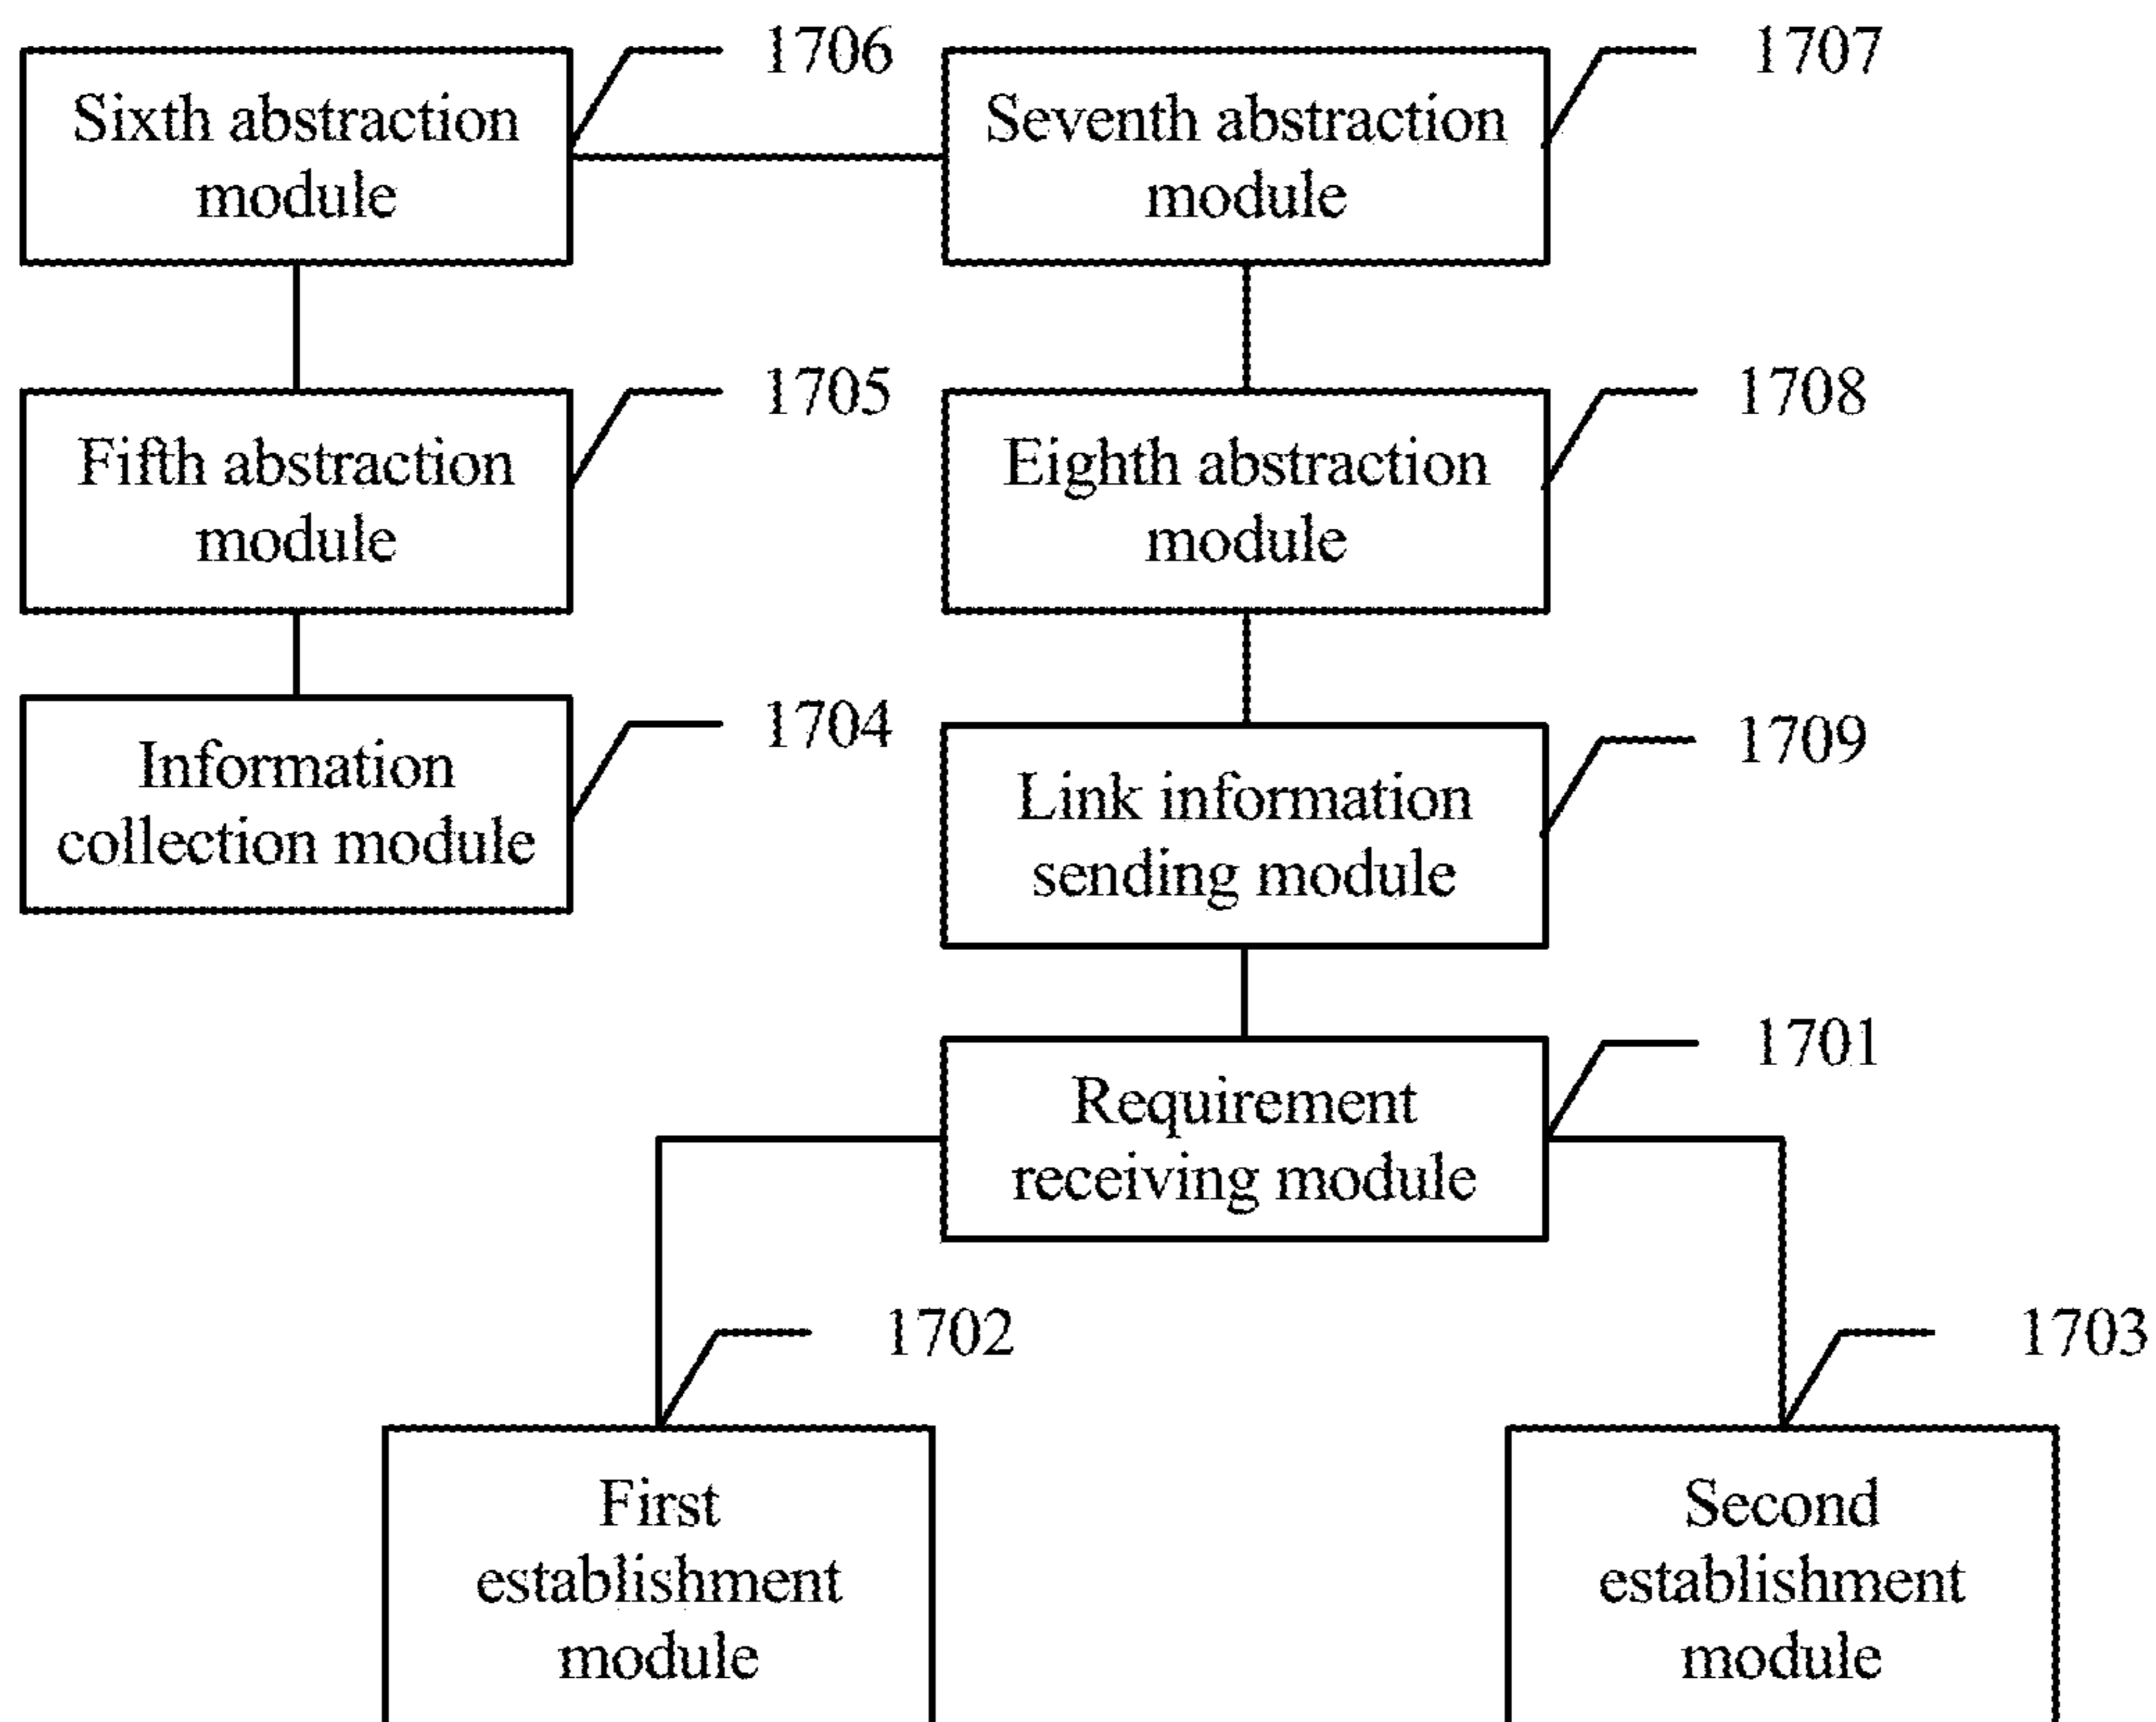 1706
Sixth abstraction
module
1707
Seventh abstraction
module
1705
Fifth abstraction
module
1708
Eighth abstraction
module
1704
Information
collection module
1709
Link information
sending module
1701
Requirement
receiving module
1702
First
establishment
module
1703
Second
establishment
module